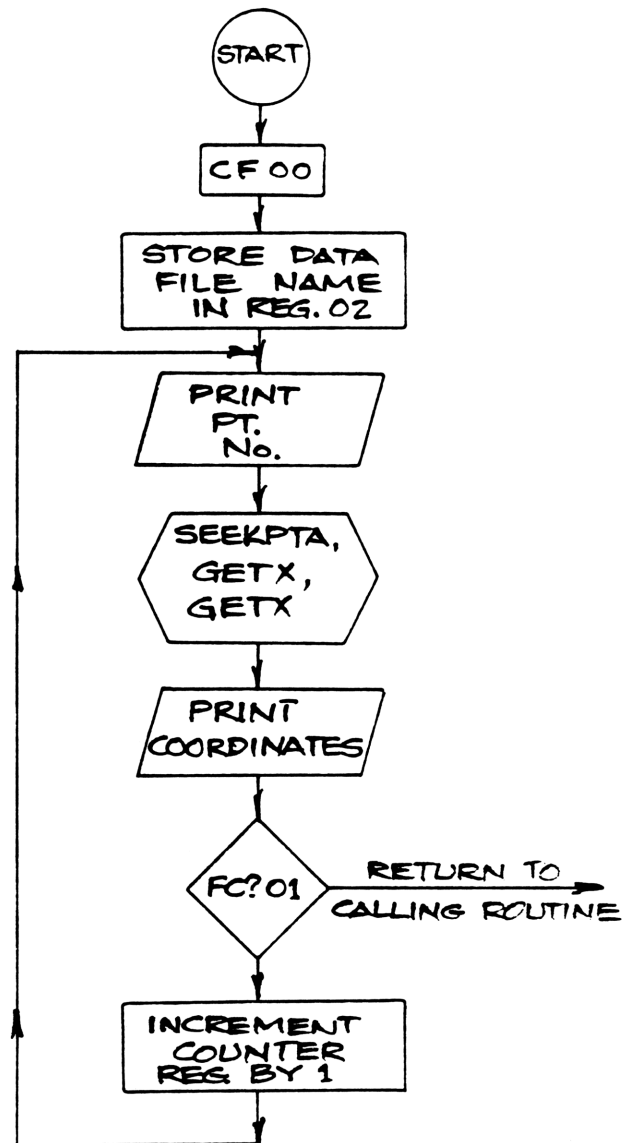 START
CF 00
STORE DATA
FILE NAME
IN REG. 02
PRINT
PT.
No.
SEEKPTA,
GETX,
GETX
PRINT
COORDINATES
FC? 01
RETURN TO
CALLING ROUTINE
INCREMENT
COUNTER
REG. BY 1